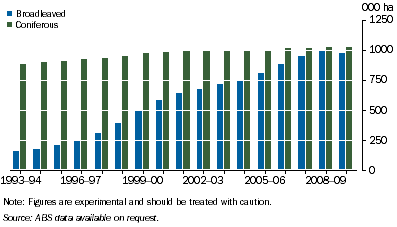 000 ha
Broadleaved
Coniferous
1250
1000
750
500
250
0
1993–94 1996–97 1999–00 2002–03 2005–06 2008–09
Note: Figures are experimental and should be treated with caution.
Source: ABS data available on request.